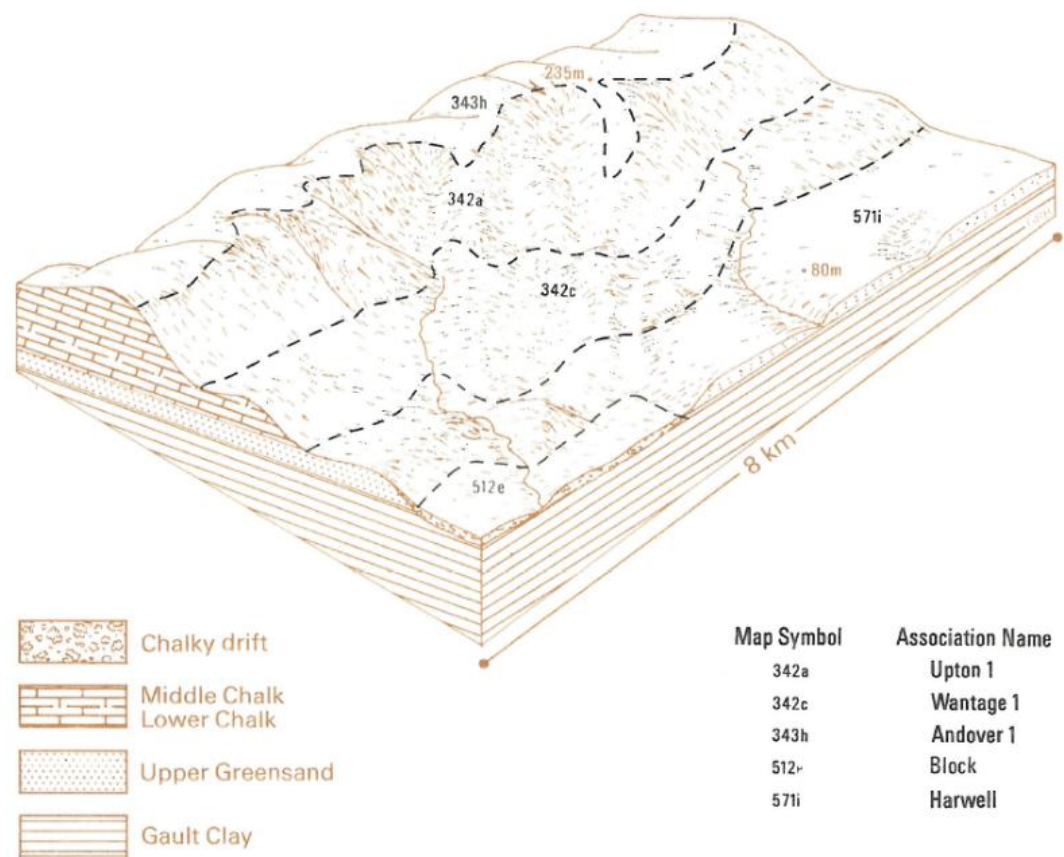 235m
343h
342a
571i
80m
342c
512e
8 km
Chalky drift
Middle Chalk
Lower Chalk
Upper Greensand
Gault Clay
Map Symbol Association Name
342a Upton 1
342c Wantage 1
343h Andover 1
512e Block
571i Harwell